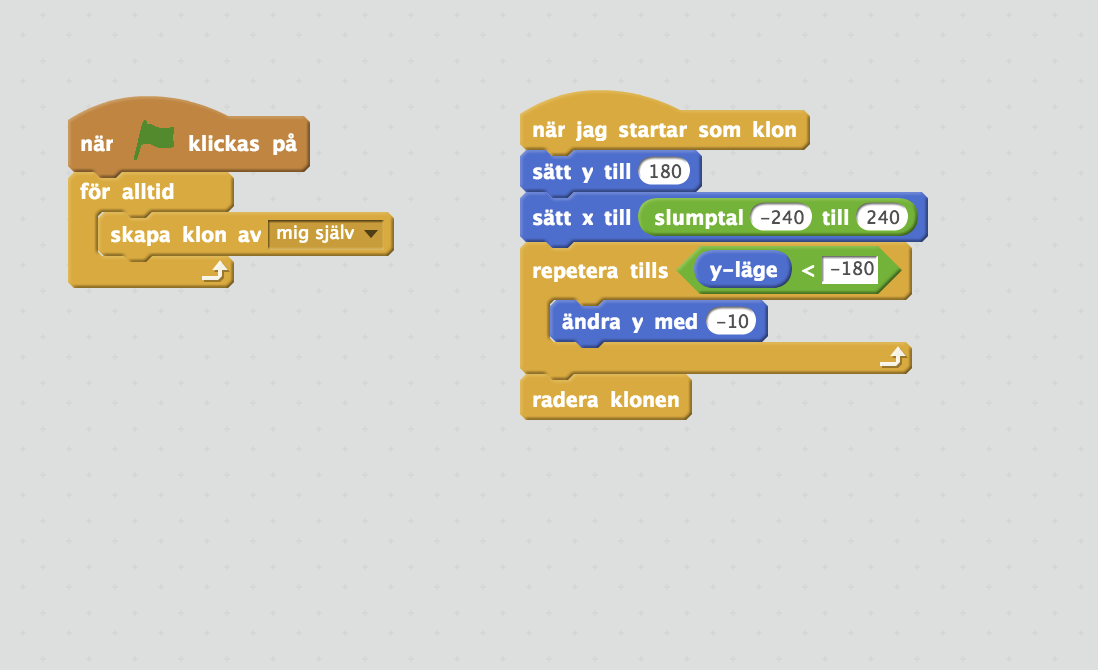 när klickas på
för alltid
skapa klon av mig själv
när jag startar som klon
sätt y till 180
sätt x till slumptal -240 till 240
repetera tills y-läge < -180
ändra y med -10
radera klonen